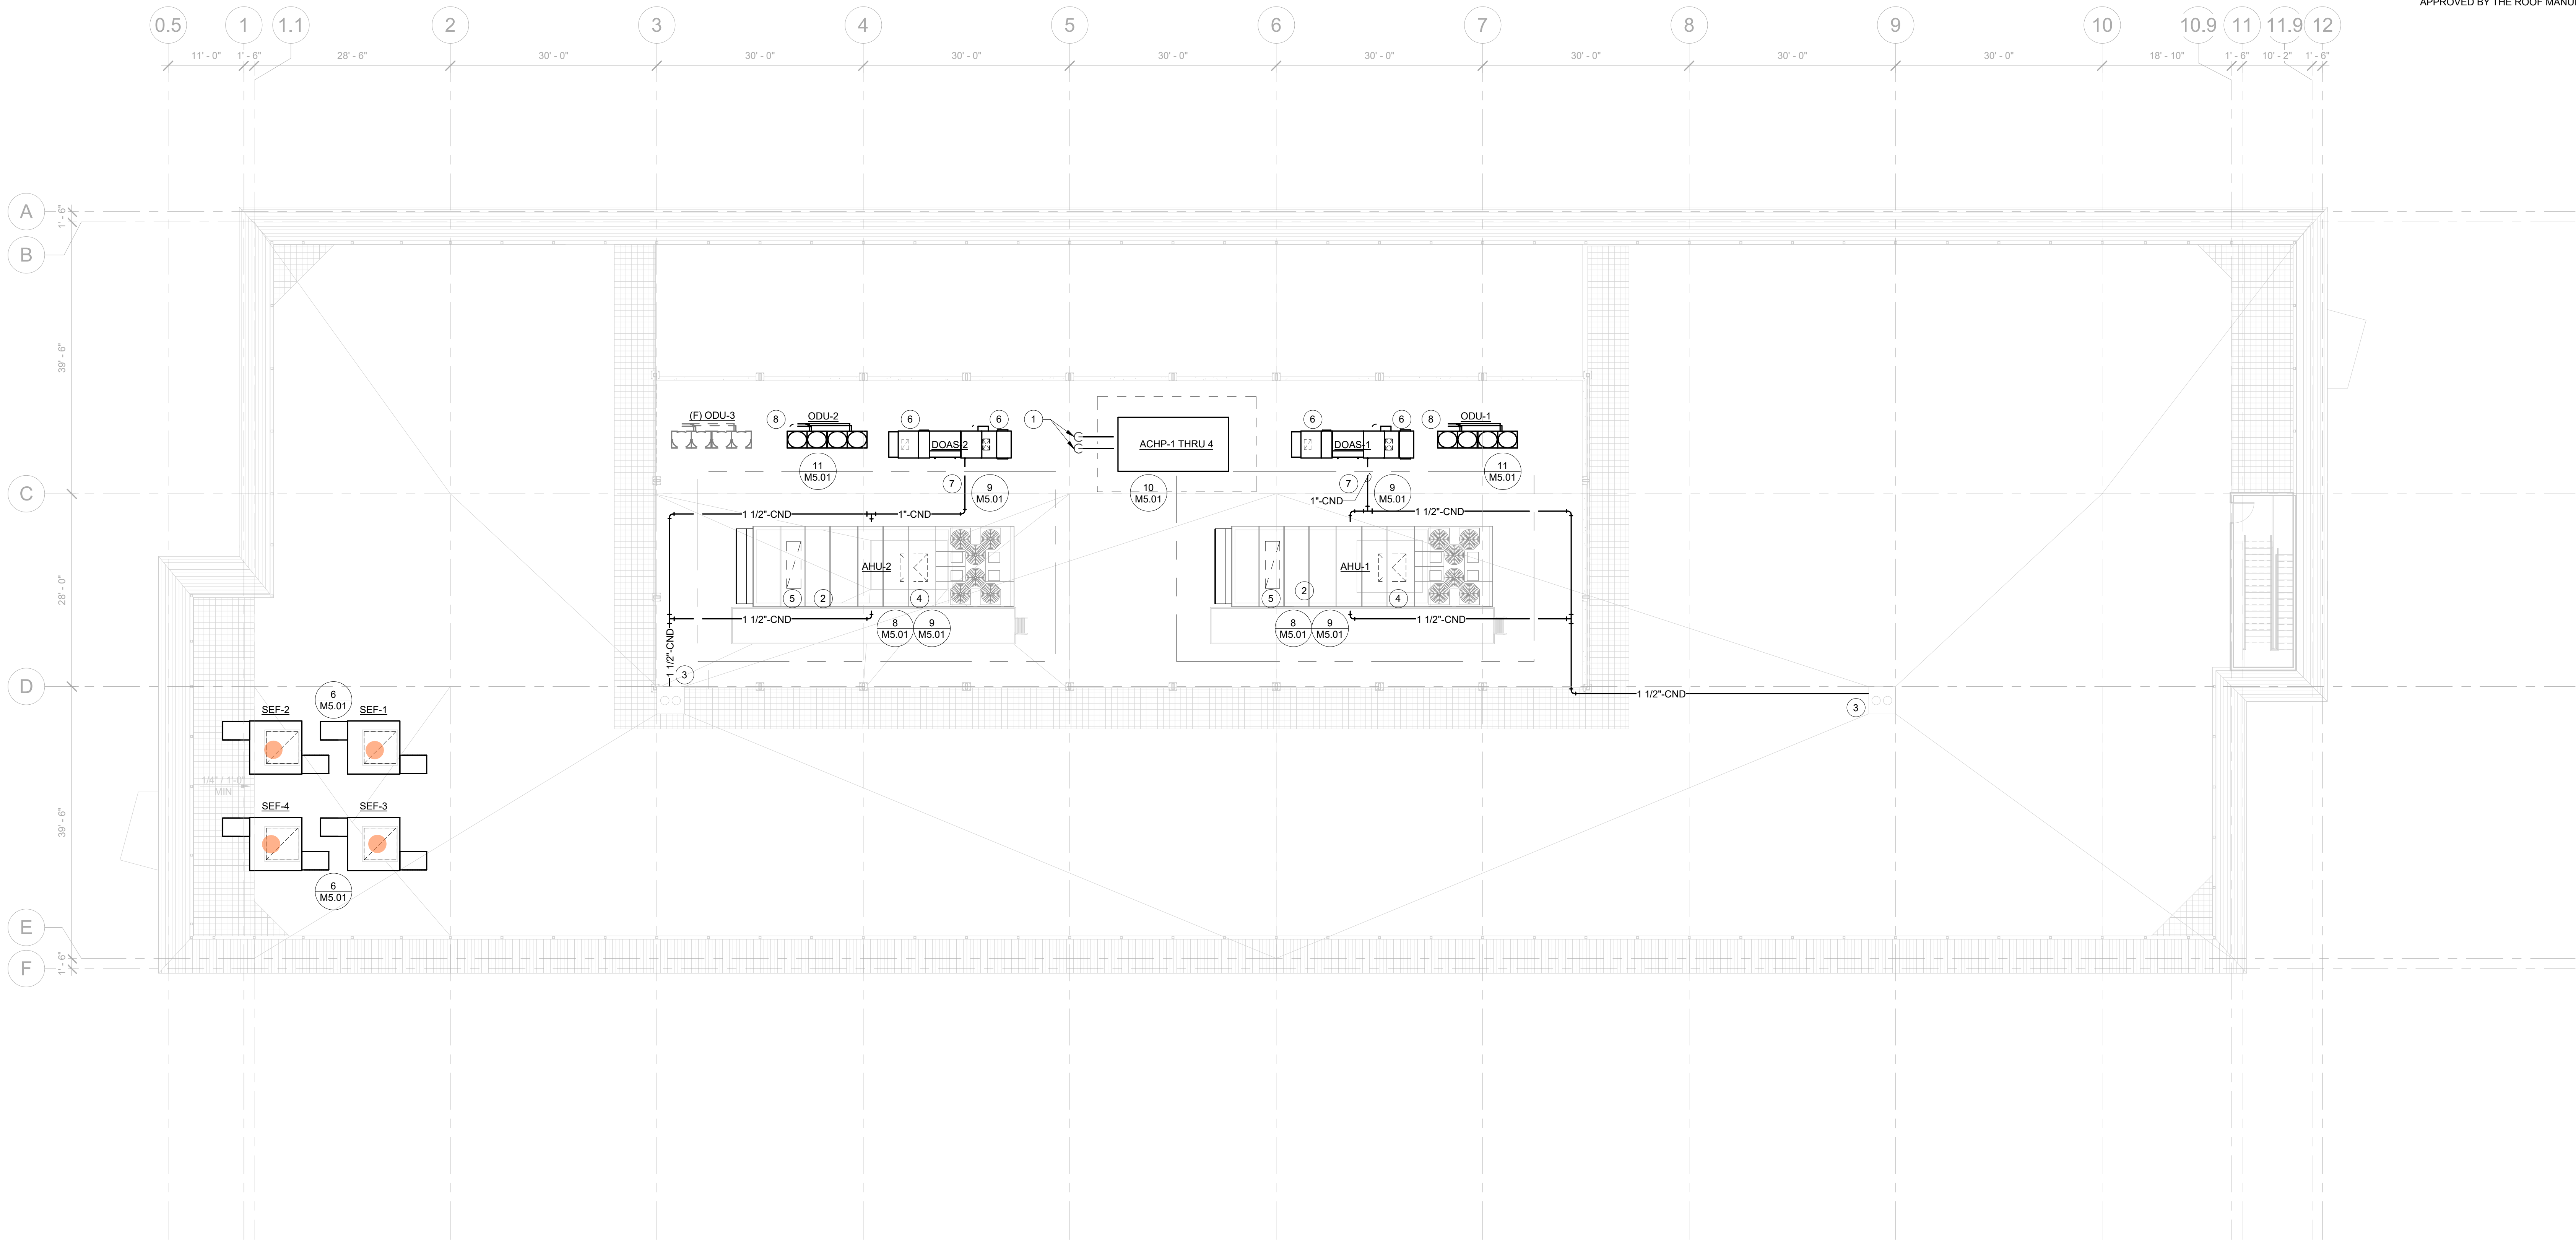 APPROVED BY THE ROOF MANU
0.5 1 1.1 2 3 4 5 6 7 8 9 10 10.9 11 11.9 12
11' - 0" 1' - 6" 28' - 6" 30' - 0" 30' - 0" 30' - 0" 30' - 0" 30' - 0" 30' - 0" 30' - 0" 30' - 0" 18' - 10" 1' - 6" 10' - 2" 1' - 6"
A
1' - 6"
B
39' - 6"
(F) ODU-3
8
ODU-2
6
6
DOAS-2
1
ACHP-1 THRU 4
6
6
DOAS-1
8
ODU-1
11
M5.01
11
M5.01
C
7
9
M5.01
10
M5.01
7
9
M5.01
1"-CND
1 1/2"-CND
1"-CND
1 1/2"-CND
28' - 0"
AHU-2
5
2
4
AHU-1
5
2
4
1 1/2"-CND
8
M5.01
9
M5.01
8
M5.01
9
M5.01
1 1/2"-CND
1 1/2"-CND
3
D
1 1/2"-CND
3
6
M5.01
SEF-2
SEF-1
1/4" / 1'-0"
MIN
SEF-4
SEF-3
39' - 6"
6
M5.01
E
1' - 6"
F